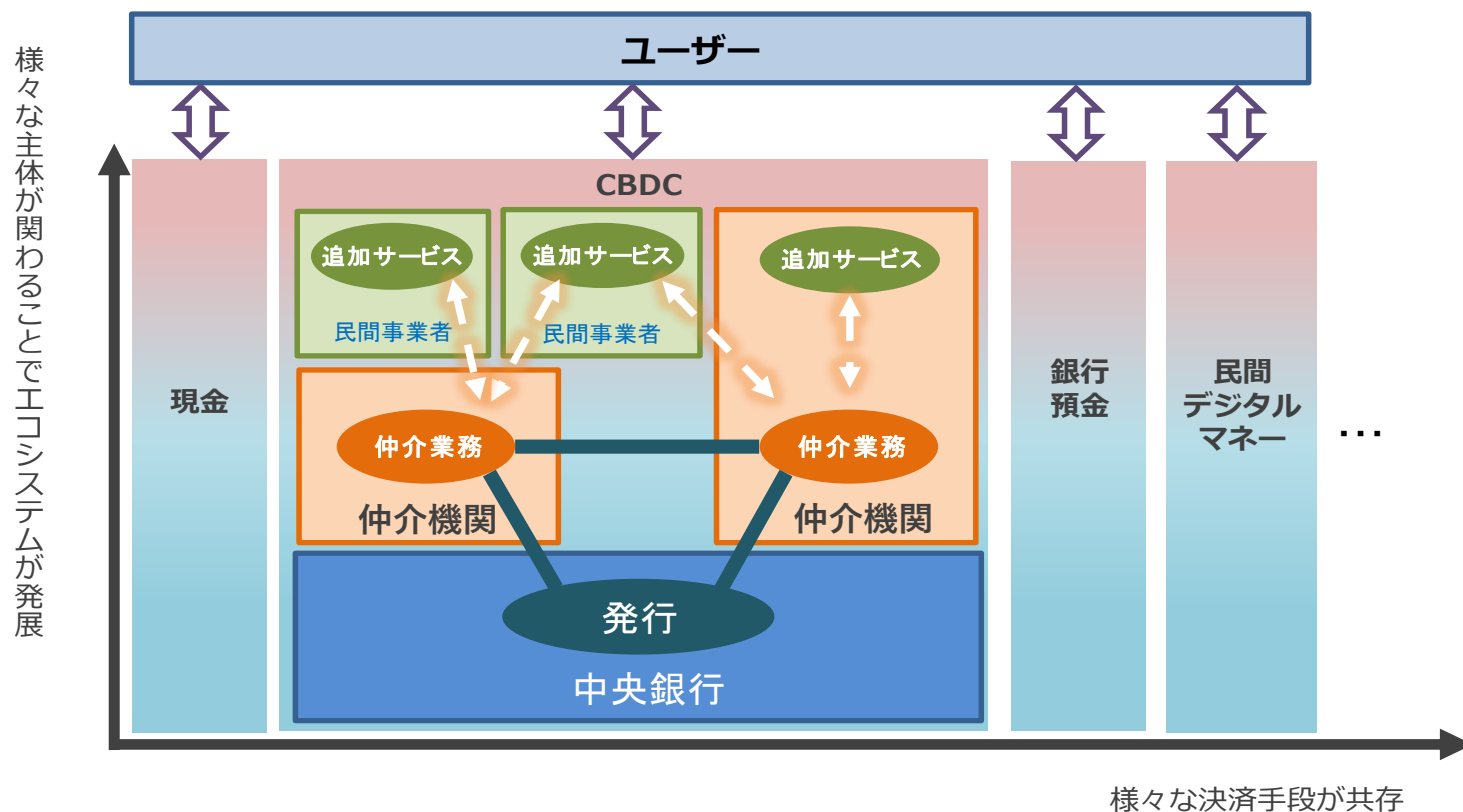 様々な主体が関わることでエコシステムが発展
ユーザー
現金
CBDC
追加サービス
民間事業者
追加サービス
民間事業者
追加サービス
仲介業務
仲介機関
仲介業務
仲介機関
発行
中央銀行
銀行
預金
民間
デジタル
マネー
…
様々な決済手段が共存